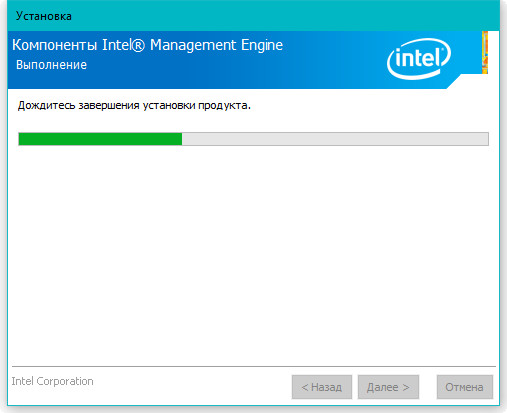 Установка
Компоненты Intel® Management Engine
Выполнение
intel
Дождитесь завершения установки продукта.
Intel Corporation
< Назад
Далее >
Отмена